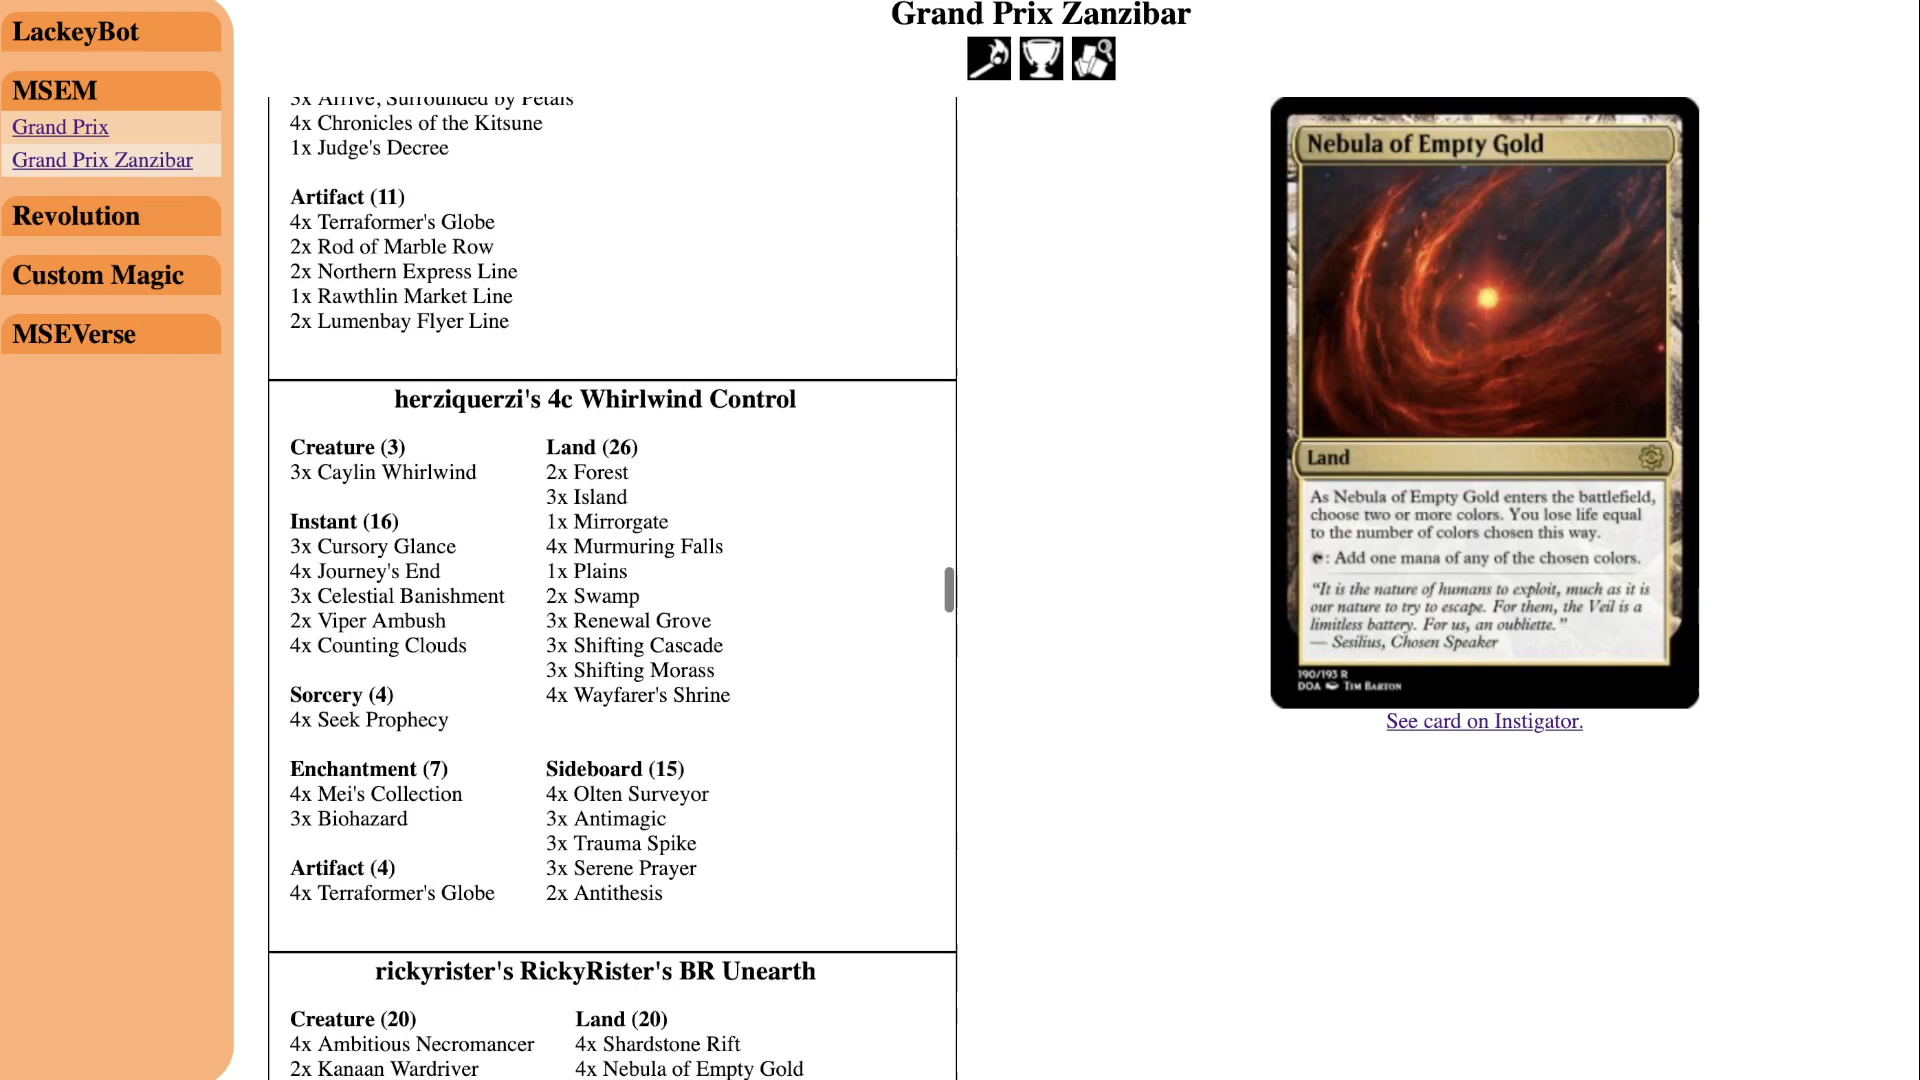 LackeyBot
MSEM
Grand Prix
Grand Prix Zanzibar
Revolution
Custom Magic
MSEVerse
Grand Prix Zanzibar
3x Arrive, Surrounded by Petals
4x Chronicles of the Kitsune
1x Judge's Decree
Artifact (11)
4x Terraformer's Globe
2x Rod of Marble Row
2x Northern Express Line
1x Rawthlin Market Line
2x Lumenbay Flyer Line
herziquerzi's 4c Whirlwind Control
Creature (3)
3x Caylin Whirlwind
Instant (16)
3x Cursory Glance
4x Journey's End
3x Celestial Banishment
2x Viper Ambush
4x Counting Clouds
Sorcery (4)
4x Seek Prophecy
Enchantment (7)
4x Mei's Collection
3x Biohazard
Artifact (4)
4x Terraformer's Globe
Land (26)
2x Forest
3x Island
1x Mirrorgate
4x Murmuring Falls
1x Plains
2x Swamp
3x Renewal Grove
3x Shifting Cascade
3x Shifting Morass
4x Wayfarer's Shrine
Sideboard (15)
4x Olten Surveyor
3x Antimagic
3x Trauma Spike
3x Serene Prayer
2x Antithesis
rickyrister's RickyRister's BR Unearth
Creature (20)
4x Ambitious Necromancer
2x Kanaan Wardriver
Land (20)
4x Shardstone Rift
4x Nebula of Empty Gold
Nebula of Empty Gold
Land
As Nebula of Empty Gold enters the battlefield,
choose two or more colors. You lose life equal
to the number of colors chosen this way.
: Add one mana of any of the chosen colors.
"It is the nature of humans to exploit, much as it is
our nature to try to escape. For them, the Veil is a
limitless battery. For us, an oubliette."
— Sesilius, Chosen Speaker
190/193 R
DOA Tim Barton
See card on Instigator.